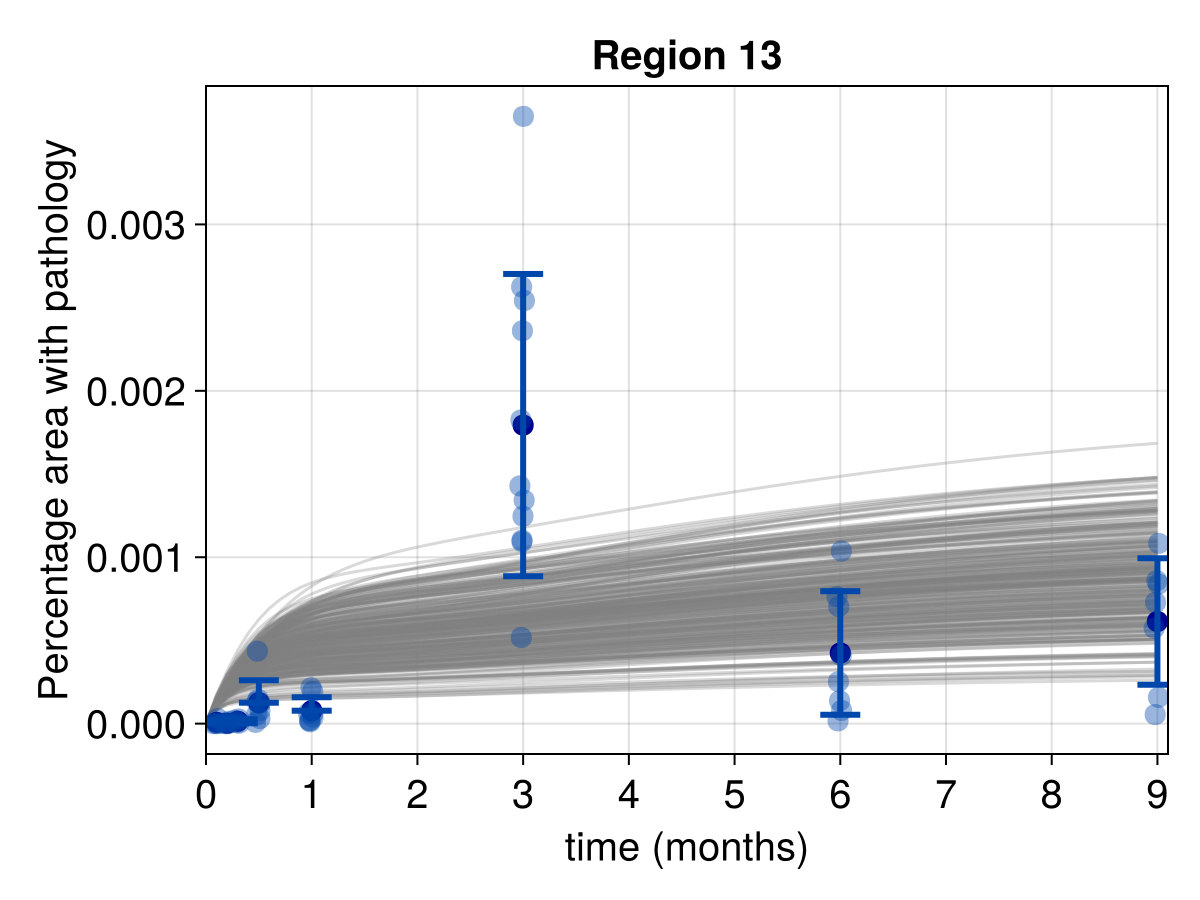 Region 13
Percentage area with pathology
0.003
0.002
0.001
0.000
0 1 2 3 4 5 6 7 8 9
time (months)